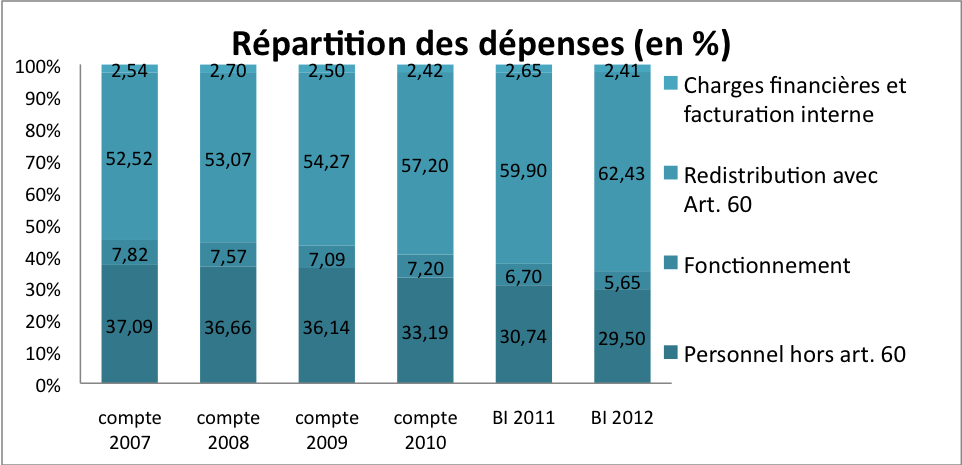 Répartition des dépenses (en %)
100%
90%
80%
70%
60%
50%
40%
30%
20%
10%
0%
2,54 2,70 2,50 2,42 2,65 2,41
52,52 53,07 54,27 57,20 59,90 62,43
7,82 7,57 7,09 7,20 6,70 5,65
37,09 36,66 36,14 33,19 30,74 29,50
compte 2007
compte 2008
compte 2009
compte 2010
BI 2011
BI 2012
Charges financières et
facturation interne
Redistribution avec
Art. 60
Fonctionnement
Personnel hors art. 60